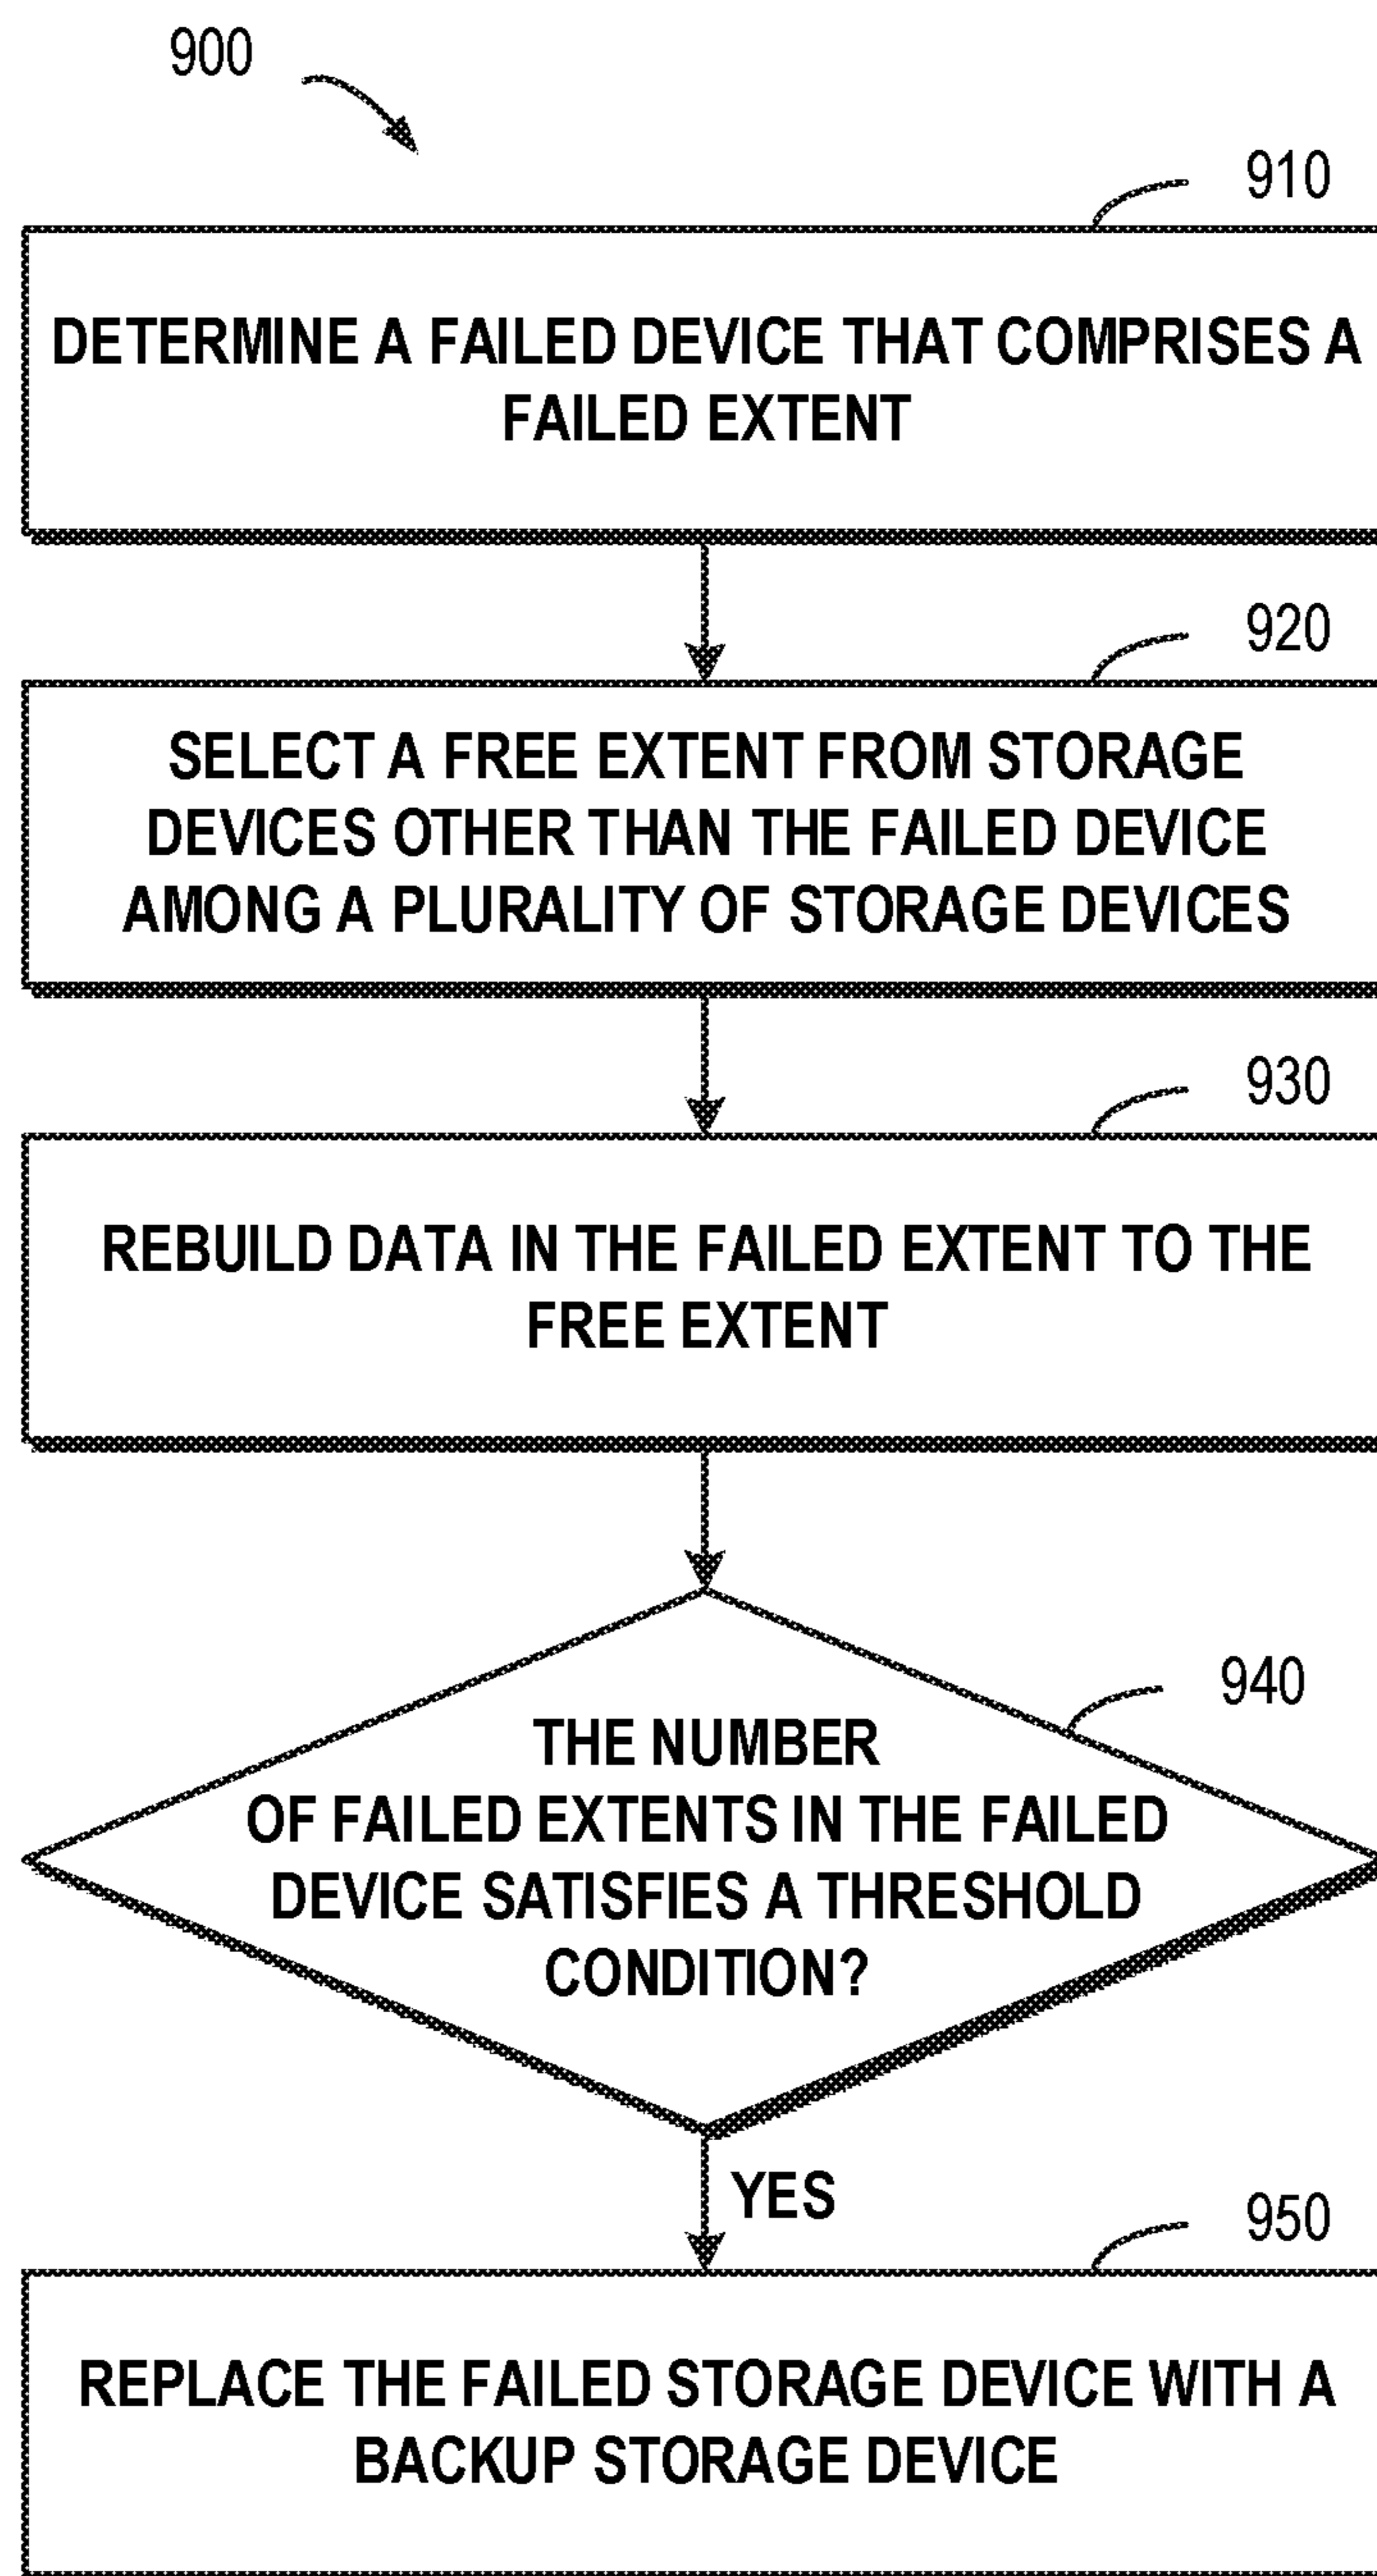 900
910
DETERMINE A FAILED DEVICE THAT COMPRISES A
FAILED EXTENT
920
SELECT A FREE EXTENT FROM STORAGE
DEVICES OTHER THAN THE FAILED DEVICE
AMONG A PLURALITY OF STORAGE DEVICES
930
REBUILD DATA IN THE FAILED EXTENT TO THE
FREE EXTENT
940
THE NUMBER
OF FAILED EXTENTS IN THE FAILED
DEVICE SATISFIES A THRESHOLD
CONDITION?
YES
950
REPLACE THE FAILED STORAGE DEVICE WITH A
BACKUP STORAGE DEVICE